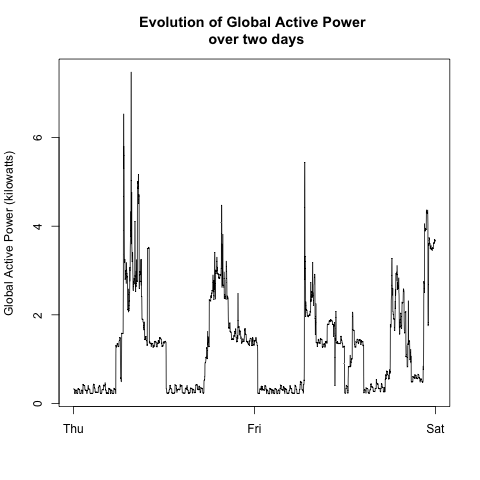 Evolution of Global Active Power
over two days
Global Active Power (kilowatts)
6
4
2
0
Thu
Fri
Sat